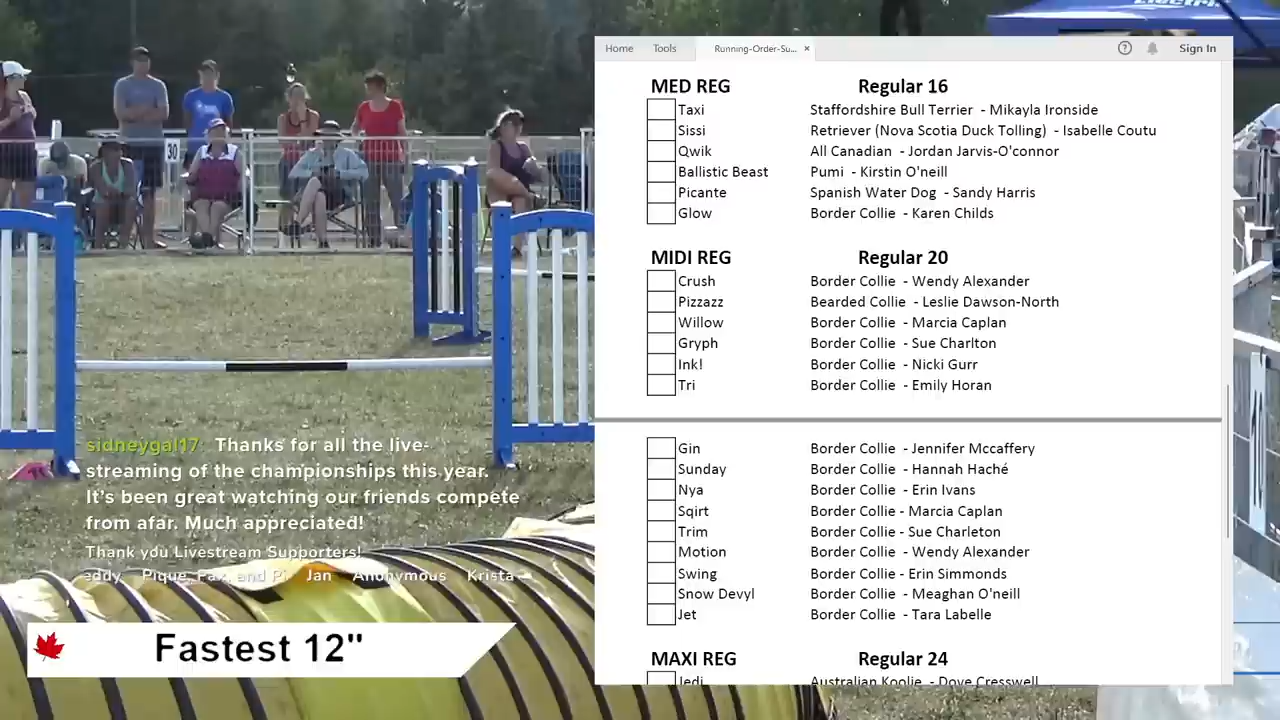 Electri
Home Tools Running-Order-Su... × ? Sign In
MED REG Regular 16
Taxi Staffordshire Bull Terrier - Mikayla Ironside
Sissi Retriever (Nova Scotia Duck Tolling) - Isabelle Coutu
Qwik All Canadian - Jordan Jarvis-O'connor
Ballistic Beast Pumi - Kirstin O'neill
Picante Spanish Water Dog - Sandy Harris
Glow Border Collie - Karen Childs
MIDI REG Regular 20
Crush Border Collie - Wendy Alexander
Pizzazz Bearded Collie - Leslie Dawson-North
Willow Border Collie - Marcia Caplan
Gryph Border Collie - Sue Charlton
Ink! Border Collie - Nicki Gurr
Tri Border Collie - Emily Horan
Gin Border Collie - Jennifer Mccaffery
Sunday Border Collie - Hannah Haché
Nya Border Collie - Erin Ivans
Sqirt Border Collie - Marcia Caplan
Trim Border Collie - Sue Charleton
Motion Border Collie - Wendy Alexander
Swing Border Collie - Erin Simmonds
Snow Devyl Border Collie - Meaghan O'neill
Jet Border Collie - Tara Labelle
MAXI REG Regular 24
Jedi Australian Koolie - Dove Cresswell
30
sidneygal17 Thanks for all the live-
streaming of the championships this year.
It's been great watching our friends compete
from afar. Much appreciated!
Thank you Livestream Supporters!
eddy Pique, Fax, and Pi Jan Anonymous Krista
Fastest 12"